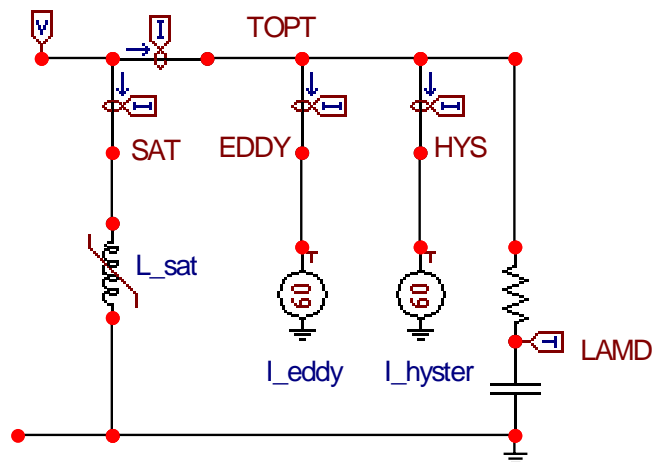 V
I
TOPT
I
I
I
SAT
EDDY
HYS
L_sat
T
T
60
60
T
LAMD
I_eddy
I_hyster